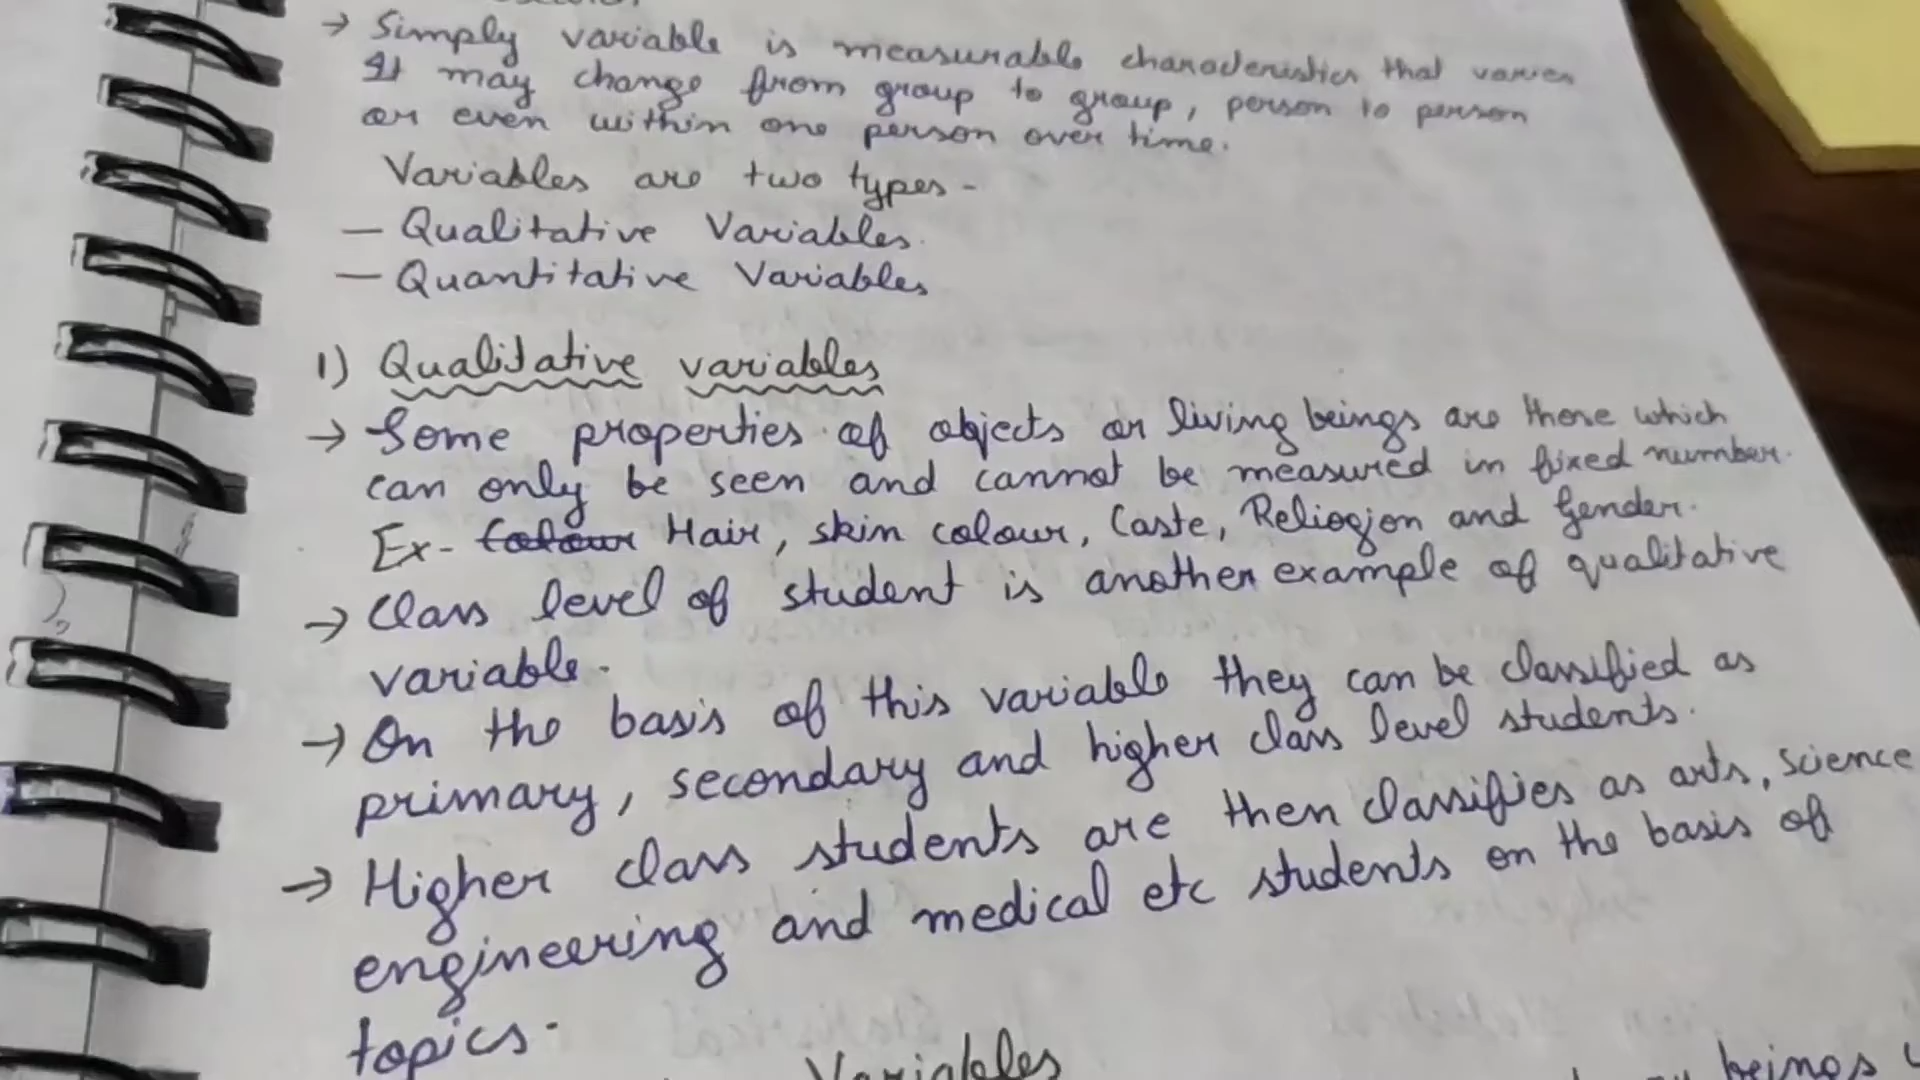 → Simply variable is measurable characteristics that varies
It may change from group to group, person to person
or even within one person over time.
Variables are two types -
— Qualitative Variables.
— Quantitative Variables
1) Qualitative variables
→ Some properties of objects or living beings are those which
can only be seen and cannot be measured in fixed number.
Ex- Colour Hair, skin colour, Caste, Religion and Gender.
→ Class level of student is another example of qualitative
variable.
→ On the basis of this variable they can be classified as
primary, secondary and higher class level students.
→ Higher class students are then classifies as arts, science
engineering and medical etc students on the basis of
topics.
Variables
beings